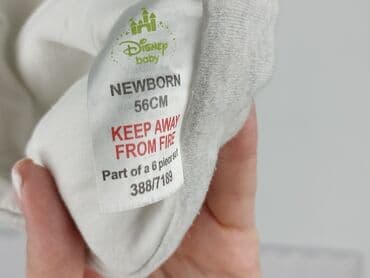 Disney
baby
NEWBORN
56CM
KEEP AWAY
FROM FIRE
Part of a 6 piece set
388/7189